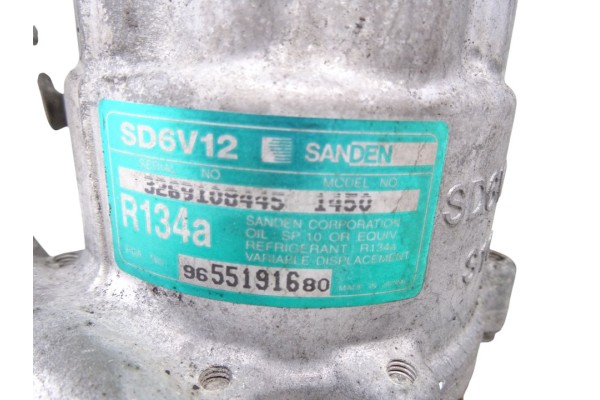 SD6V12 SANDEN
SERIAL NO. MODEL NO.
3269108445 1450
R134a
SANDEN CORPORATION
OIL : SP 10 OR EQUIV.
REFRIGERANT : R134a
VARIABLE DISPLACEMENT
9655191680
MADE IN JAPAN